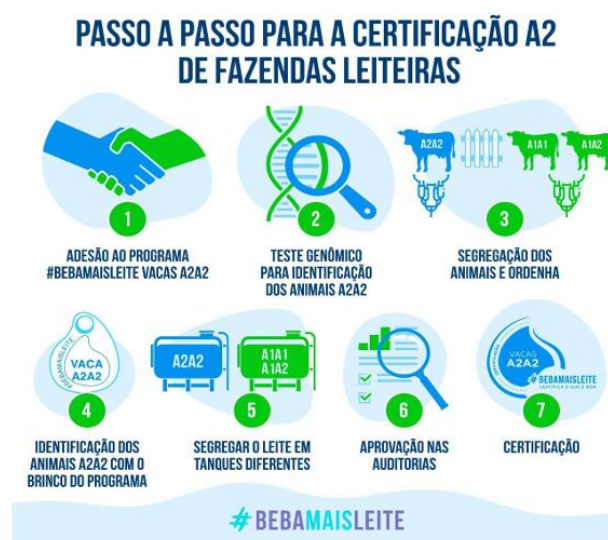 PASSO A PASSO PARA A CERTIFICAÇÃO A2
DE FAZENDAS LEITEIRAS
1
ADESÃO AO PROGRAMA
#BEBAMAISLEITE VACAS A2A2
2
TESTE GENÔMICO
PARA IDENTIFICAÇÃO
DOS ANIMAIS A2A2
A2A2
A1A1
A1A2
3
SEGREGAÇÃO DOS
ANIMAIS E ORDENHA
#BEBAMAISLEITE
VACA
A2A2
4
IDENTIFICAÇÃO DOS
ANIMAIS A2A2 COM O
BRINCO DO PROGRAMA
A2A2
A1A1
A1A2
5
SEGREGAR O LEITE EM
TANQUES DIFERENTES
6
APROVAÇÃO NAS
AUDITORIAS
VACAS
A2A2
#BEBAMAISLEITE
7
CERTIFICAÇÃO
#BEBAMAISLEITE